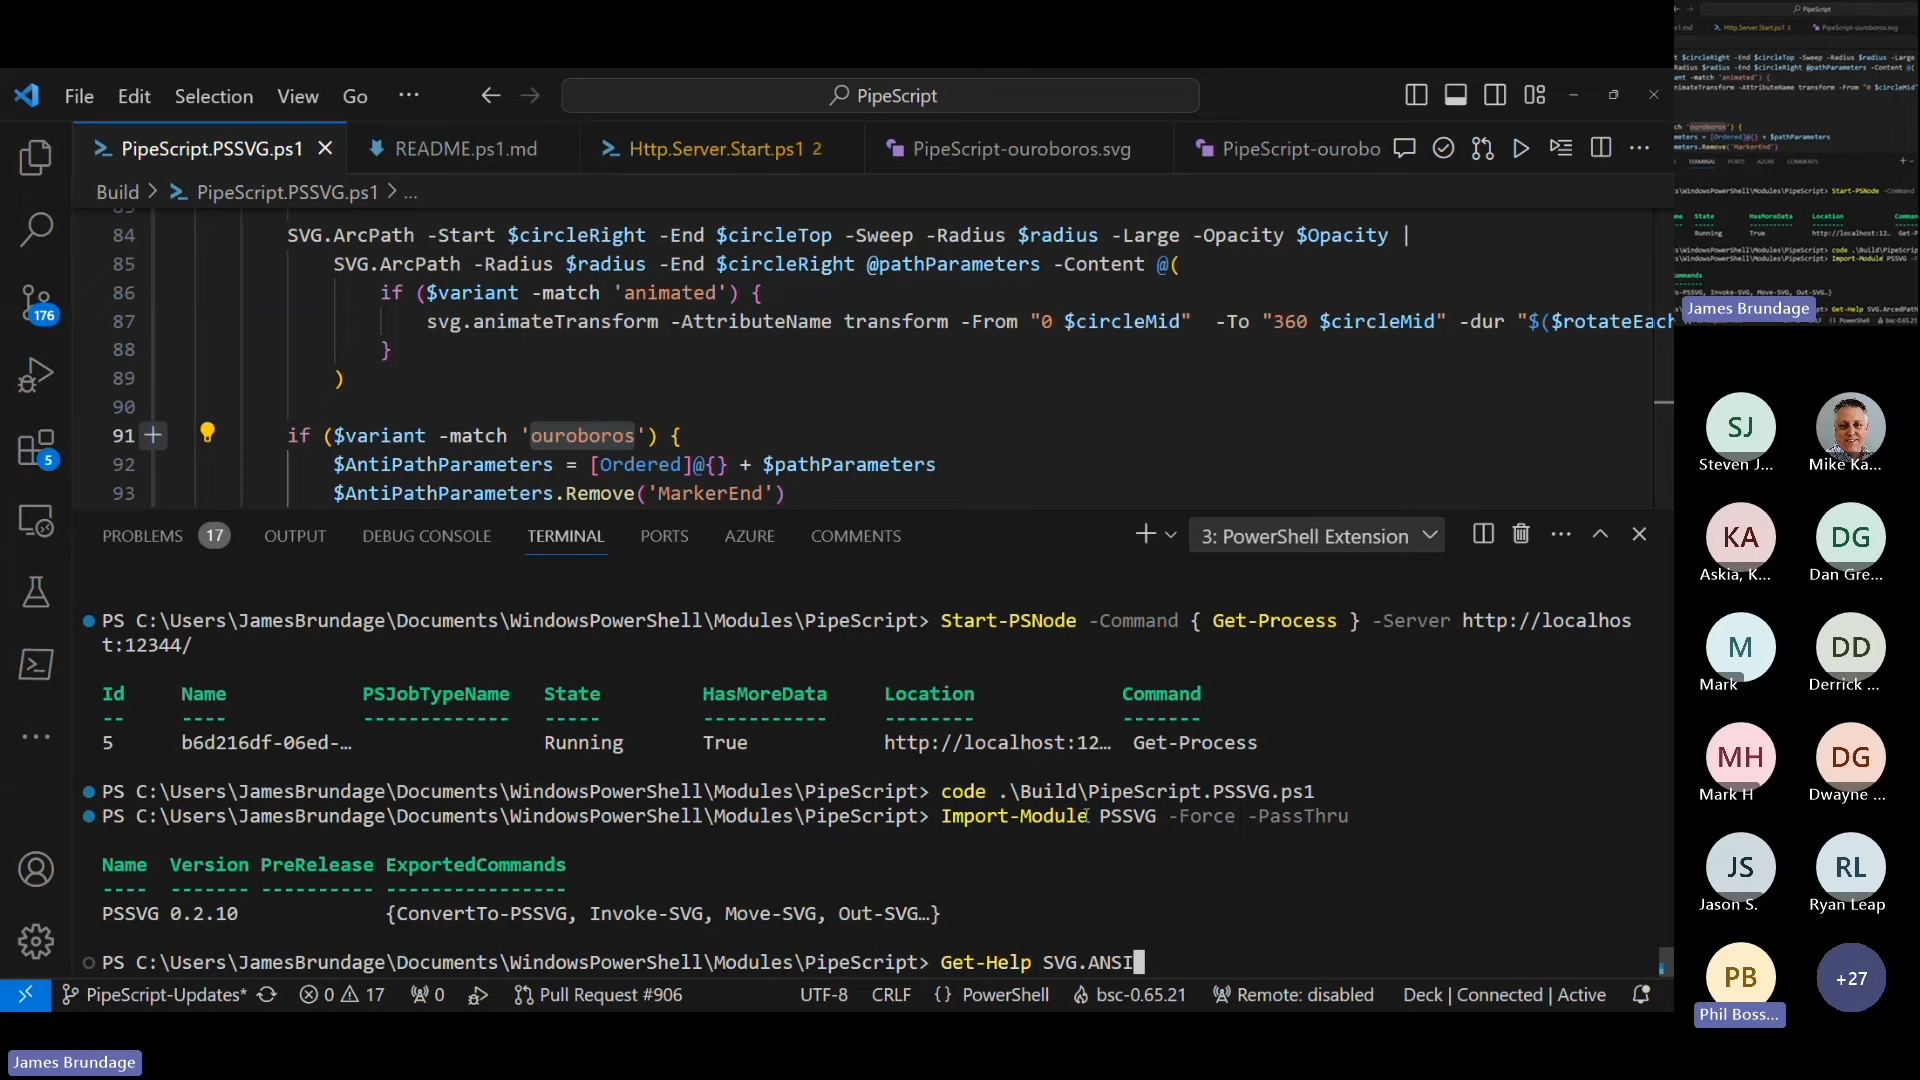 File Edit Selection View Go ··· PipeScript
PipeScript.PSSVG.ps1 README.ps1.md Http.Server.Start.ps1 2 PipeScript-ouroboros.svg PipeScript-ourobo
Build > PipeScript.PSSVG.ps1 > ...
84 SVG.ArcPath -Start $circleRight -End $circleTop -Sweep -Radius $radius -Large -Opacity $Opacity |
85 SVG.ArcPath -Radius $radius -End $circleRight @pathParameters -Content @(
86 if ($variant -match 'animated') {
87 svg.animateTransform -AttributeName transform -From "0 $circleMid" -To "360 $circleMid" -dur "$($rotateEach
88 }
89 )
90
91 if ($variant -match 'ouroboros') {
92 $AntiPathParameters = [Ordered]@{} + $pathParameters
93 $AntiPathParameters.Remove('MarkerEnd')
176
5
PROBLEMS 17 OUTPUT DEBUG CONSOLE TERMINAL PORTS AZURE COMMENTS 3: PowerShell Extension
PS C:\Users\JamesBrundage\Documents\WindowsPowerShell\Modules\PipeScript> Start-PSNode -Command { Get-Process } -Server http://localhos
t:12344/
Id Name PSJobTypeName State HasMoreData Location Command
-- ---- ------------- ----- ----------- -------- -------
5 b6d216df-06ed-… Running True http://localhost:12… Get-Process
PS C:\Users\JamesBrundage\Documents\WindowsPowerShell\Modules\PipeScript> code .\Build\PipeScript.PSSVG.ps1
PS C:\Users\JamesBrundage\Documents\WindowsPowerShell\Modules\PipeScript> Import-Module PSSVG -Force -PassThru
Name Version PreRelease ExportedCommands
---- ------- ---------- ----------------
PSSVG 0.2.10 {ConvertTo-PSSVG, Invoke-SVG, Move-SVG, Out-SVG…}
PS C:\Users\JamesBrundage\Documents\WindowsPowerShell\Modules\PipeScript> Get-Help SVG.ANSI
PipeScript-Updates* 0 17 0 Pull Request #906 UTF-8 CRLF {} PowerShell bsc-0.65.21 Remote: disabled Deck | Connected | Active
James Brundage
James Brundage
SJ
Steven J... Mike Ka...
KA DG
Askia, K... Dan Gre...
M DD
Mark Derrick ...
MH DG
Mark H Dwayne ...
JS RL
Jason S. Ryan Leap
PB +27
Phil Boss...